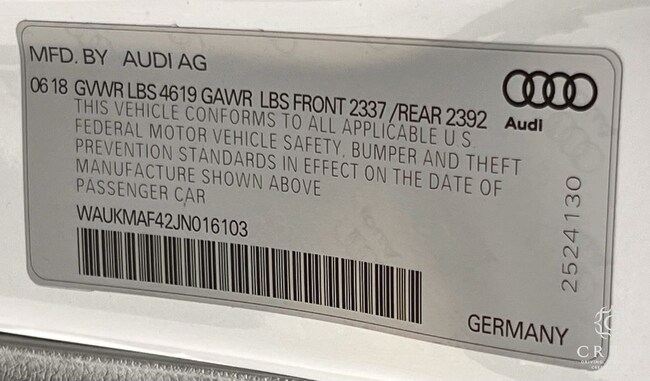 MFD. BY AUDI AG
06 18 GVWR LBS 4619 GAWR LBS FRONT 2337 /REAR 2392
Audi
THIS VEHICLE CONFORMS TO ALL APPLICABLE U.S.
FEDERAL MOTOR VEHICLE SAFETY, BUMPER AND THEFT
PREVENTION STANDARDS IN EFFECT ON THE DATE OF
MANUFACTURE SHOWN ABOVE
PASSENGER CAR
WAUKMAF42JN016103
2524130
GERMANY